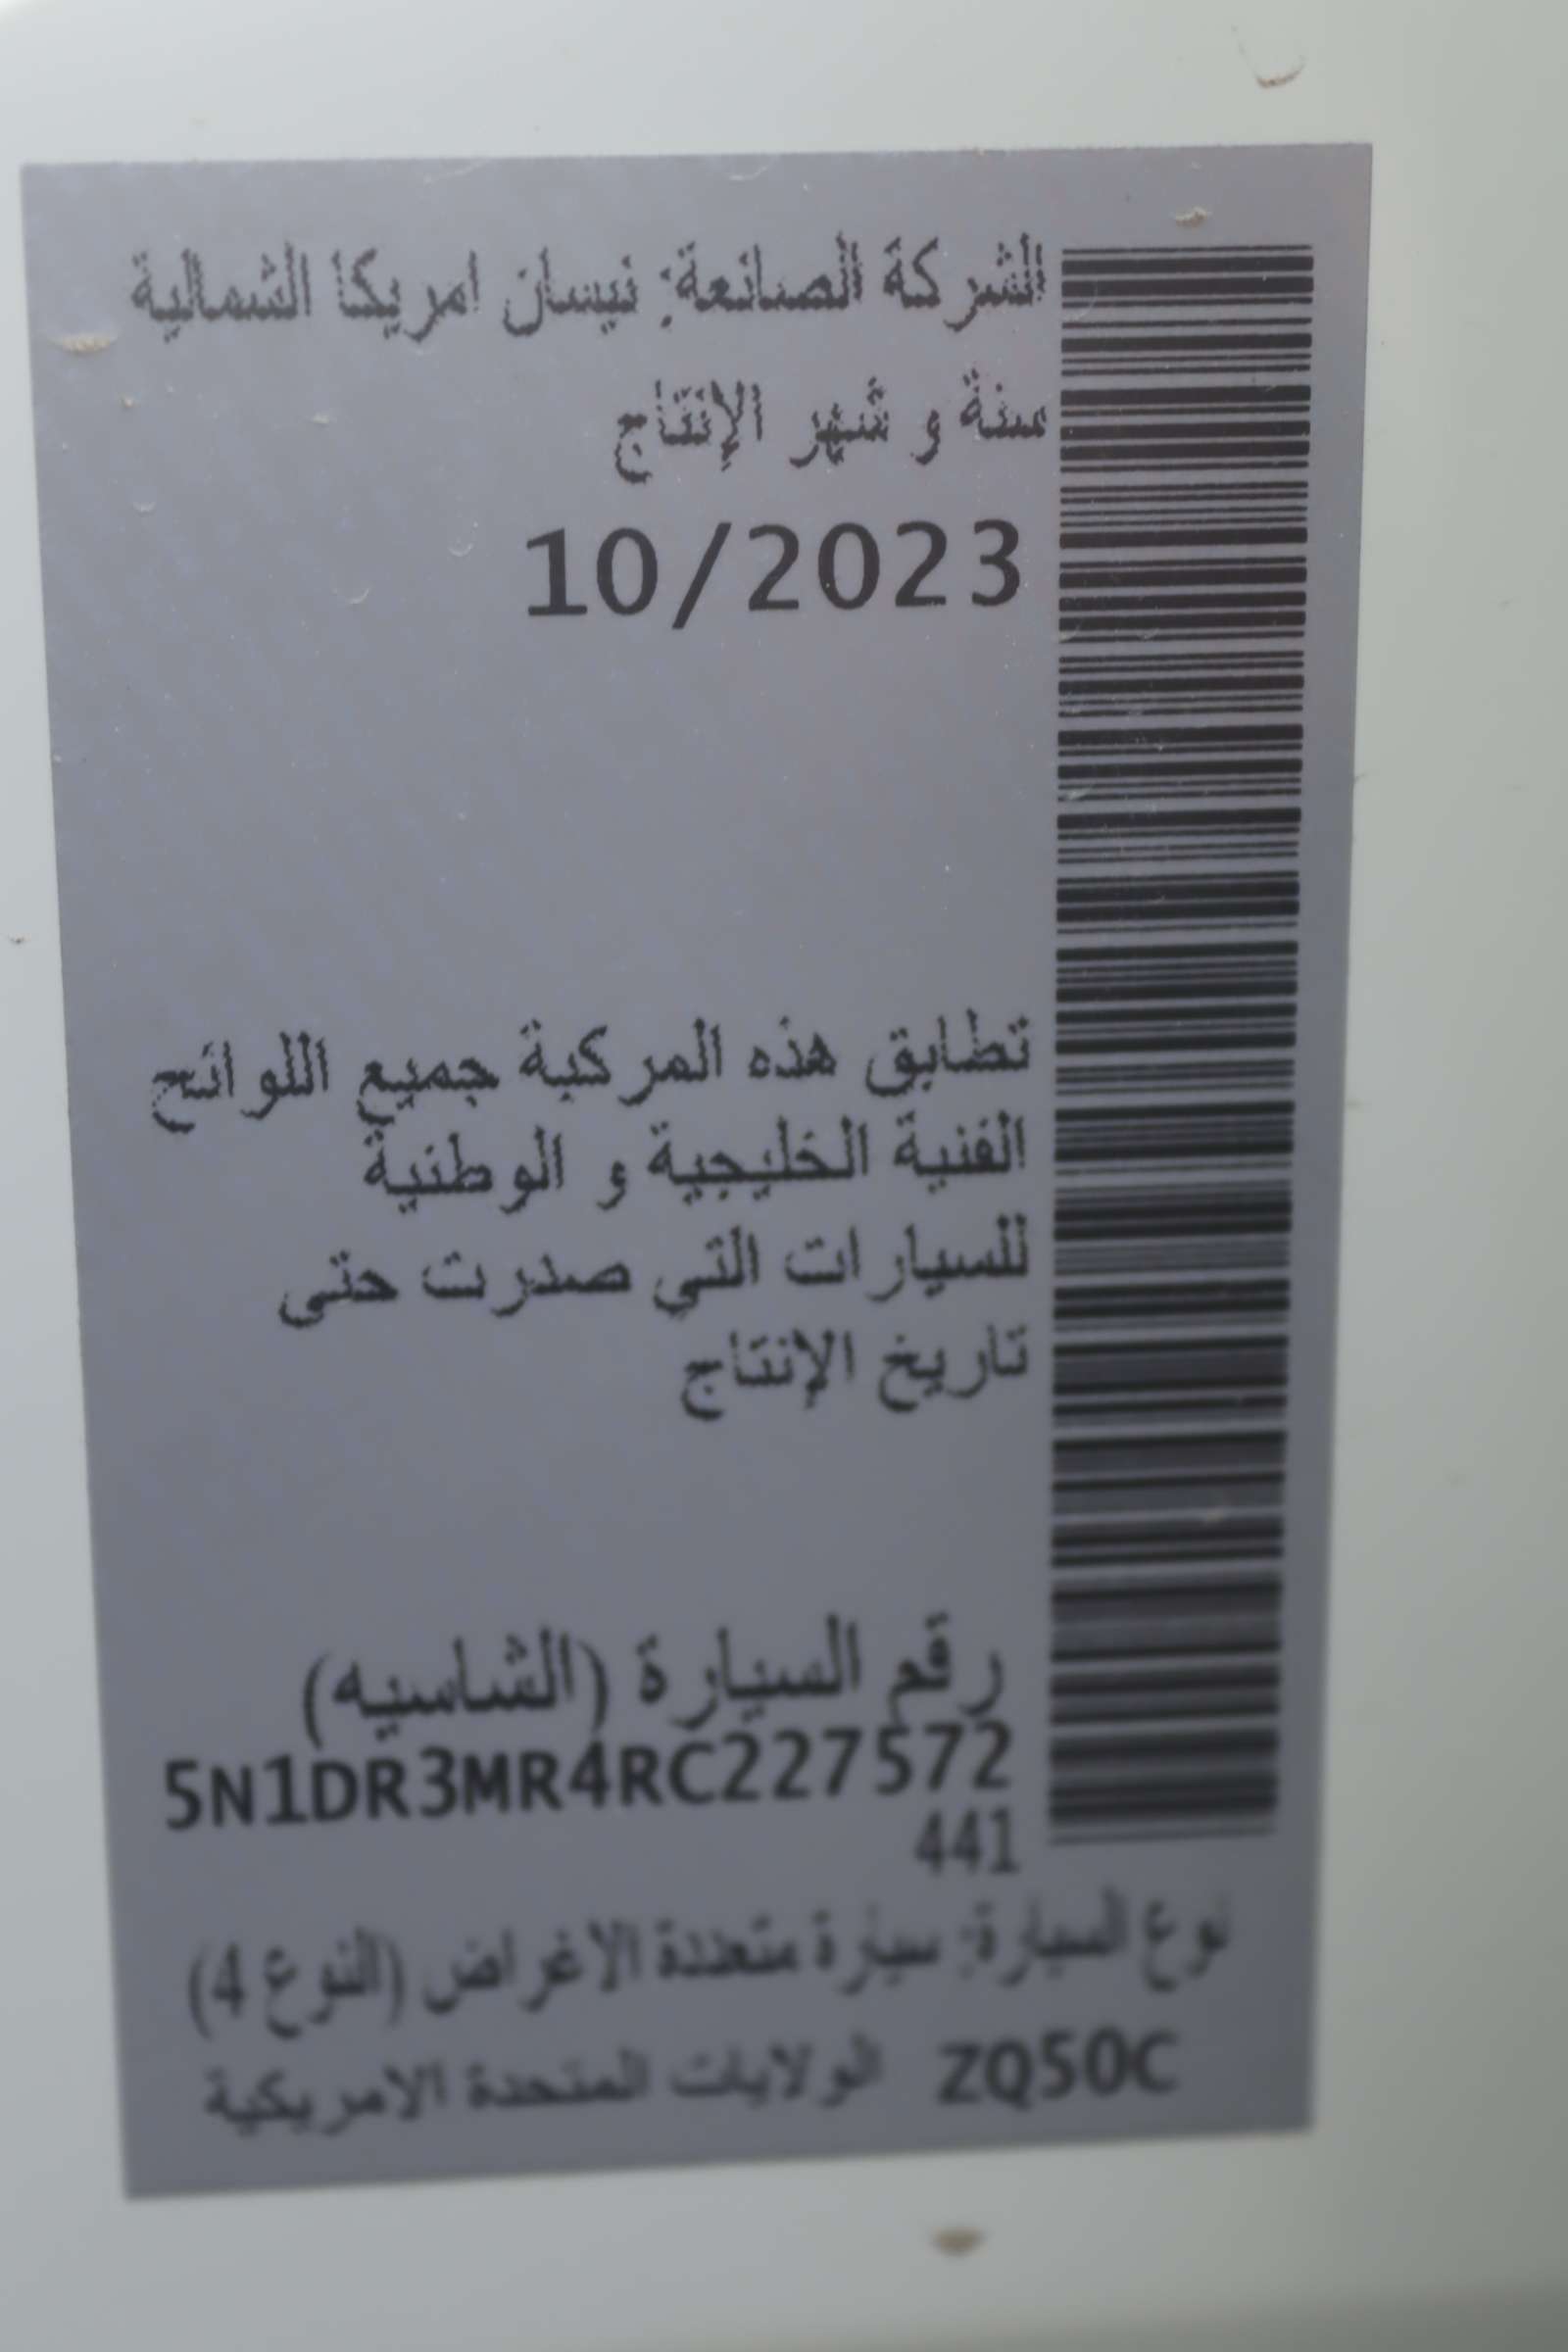 الشركة الصانعة: نيسان امريكا الشمالية
سنة و شهر الإنتاج
10/2023
تطابق هذه المركبة جميع اللوائح
الفنية الخليجية و الوطنية
للسيارات التي صدرت حتى
تاريخ الإنتاج
رقم السيارة (الشاسيه)
5N1DR3MR4RC227572
441
نوع السيارة: سيارة متعددة الاغراض (النوع 4)
ZQ50C الولايات المتحدة الامريكية